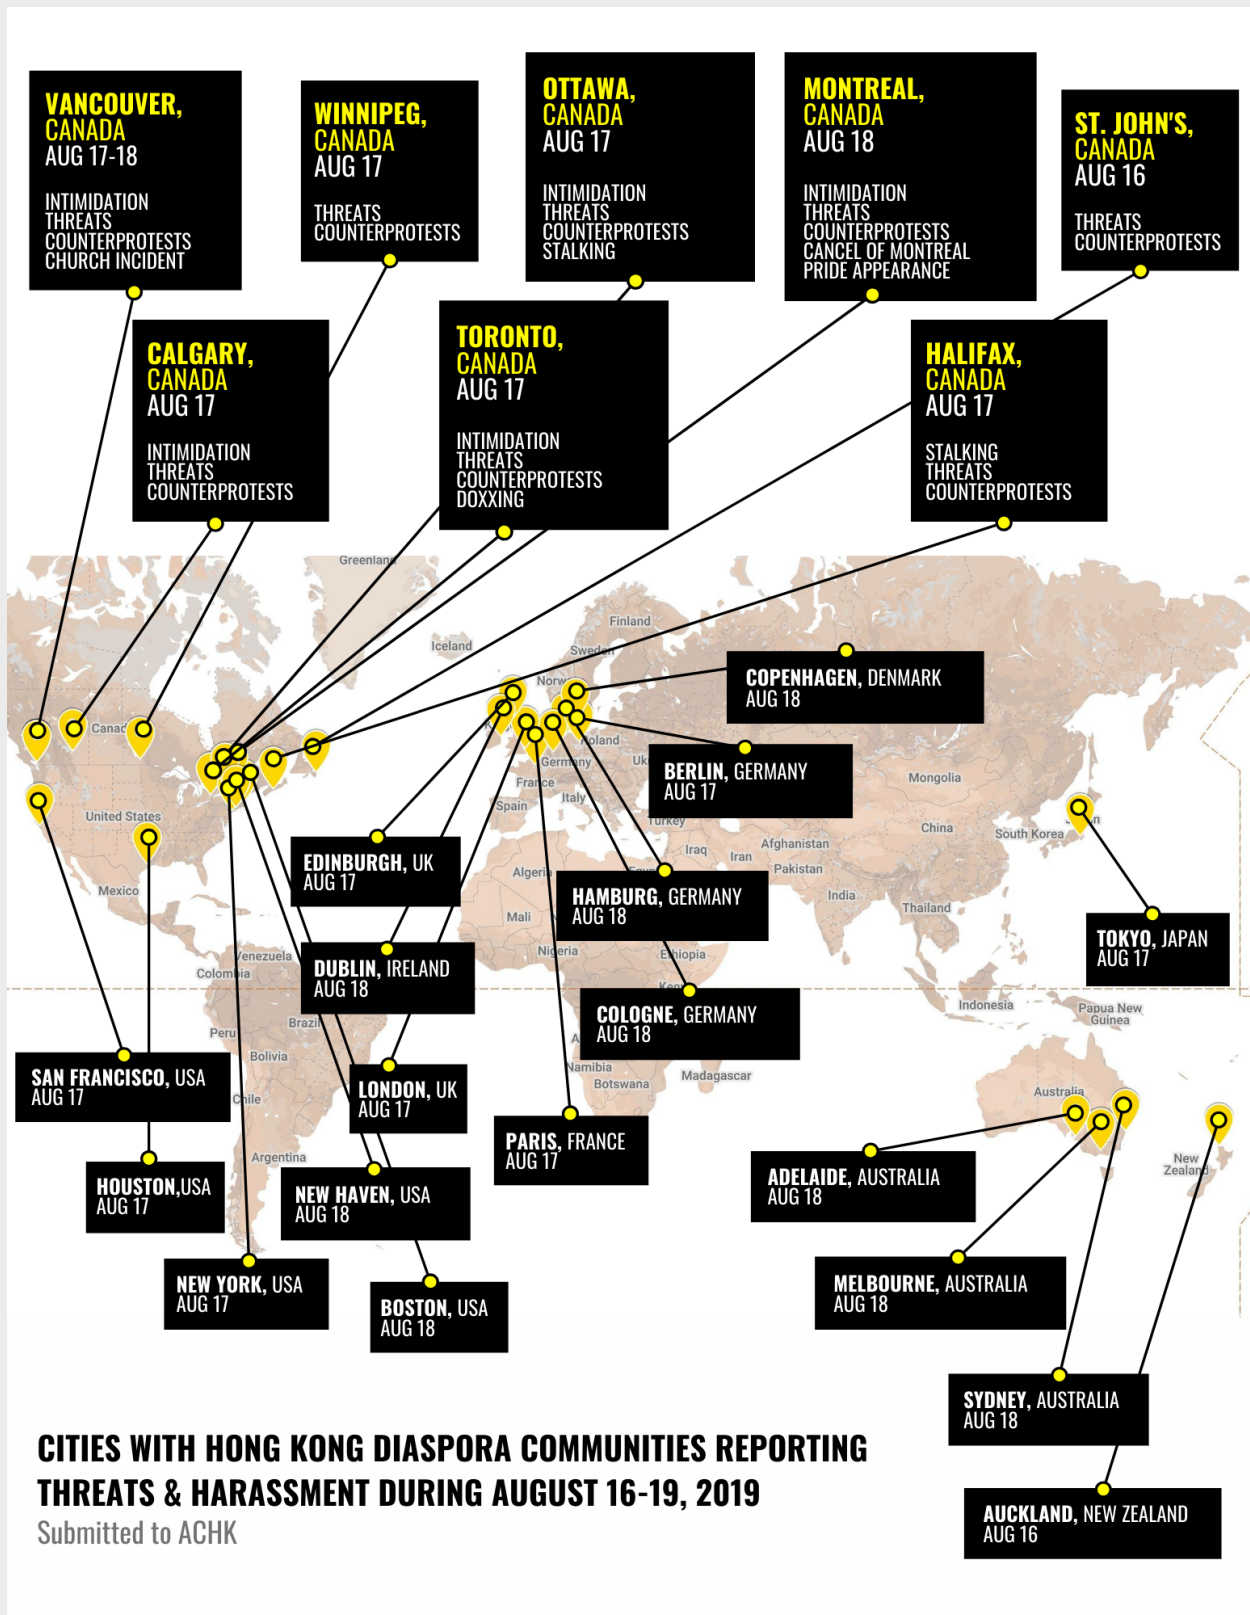 VANCOUVER,
CANADA
AUG 17-18
INTIMIDATION
THREATS
COUNTERPROTESTS
CHURCH INCIDENT
WINNIPEG,
CANADA
AUG 17
THREATS
COUNTERPROTESTS
OTTAWA,
CANADA
AUG 17
INTIMIDATION
THREATS
COUNTERPROTESTS
STALKING
MONTREAL,
CANADA
AUG 18
INTIMIDATION
THREATS
COUNTERPROTESTS
CANCEL OF MONTREAL
PRIDE APPEARANCE
ST. JOHN'S,
CANADA
AUG 16
THREATS
COUNTERPROTESTS
CALGARY,
CANADA
AUG 17
INTIMIDATION
THREATS
COUNTERPROTESTS
TORONTO,
CANADA
AUG 17
INTIMIDATION
THREATS
COUNTERPROTESTS
DOXXING
HALIFAX,
CANADA
AUG 17
STALKING
THREATS
COUNTERPROTESTS
Greenland
Iceland
Finland
Sweden
Norw
COPENHAGEN, DENMARK
AUG 18
Canad
Poland
Germany
Uk
BERLIN, GERMANY
AUG 17
France
Spain
Italy
Turkey
Mongolia
United States
China
South Korea
Iraq
Iran
Afghanistan
Pakistan
India
Thailand
Mexico
EDINBURGH, UK
AUG 17
Algeri
HAMBURG, GERMANY
AUG 18
Mali
Nigeria
Ethiopia
TOKYO, JAPAN
AUG 17
Venezuela
Colombia
DUBLIN, IRELAND
AUG 18
COLOGNE, GERMANY
AUG 18
Indonesia
Papua New
Guinea
Brazil
Peru
Bolivia
SAN FRANCISCO, USA
AUG 17
LONDON, UK
AUG 17
Namibia
Botswana
Madagascar
Australia
Chile
PARIS, FRANCE
AUG 17
Argentina
HOUSTON,USA
AUG 17
NEW HAVEN, USA
AUG 18
ADELAIDE, AUSTRALIA
AUG 18
New
Zealand
NEW YORK, USA
AUG 17
BOSTON, USA
AUG 18
MELBOURNE, AUSTRALIA
AUG 18
SYDNEY, AUSTRALIA
AUG 18
AUCKLAND, NEW ZEALAND
AUG 16
CITIES WITH HONG KONG DIASPORA COMMUNITIES REPORTING
THREATS & HARASSMENT DURING AUGUST 16-19, 2019
Submitted to ACHK